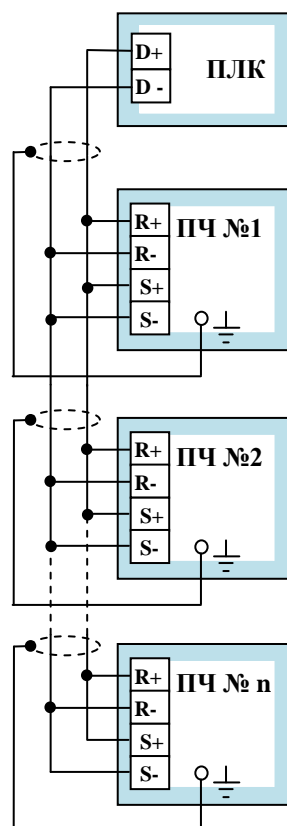 D+
ПЛК
D -
R+
ПЧ №1
R-
S+
S-
R+
ПЧ №2
R-
S+
S-
R+
ПЧ № n
R-
S+
S-